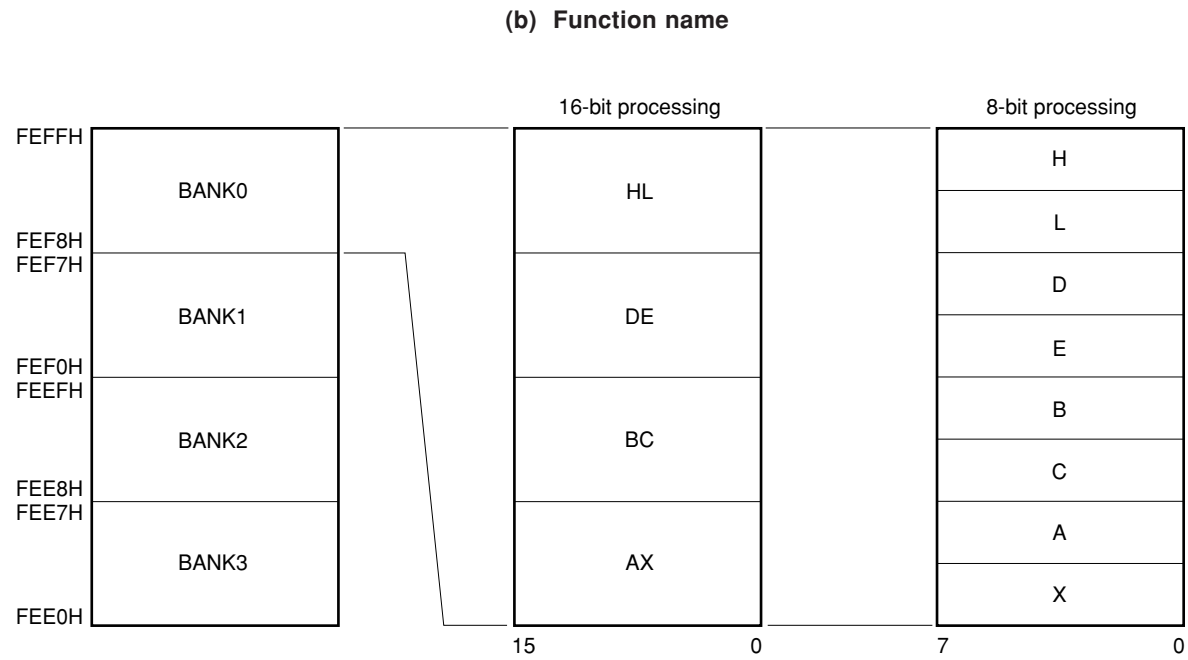 (b) Function name
16-bit processing
8-bit processing
FEFFH
BANK0
HL
H
L
FEF8H
FEF7H
BANK1
DE
D
E
FEF0H
FEEFH
BANK2
BC
B
C
FEE8H
FEE7H
BANK3
AX
A
X
FEE0H
15 0 7 0